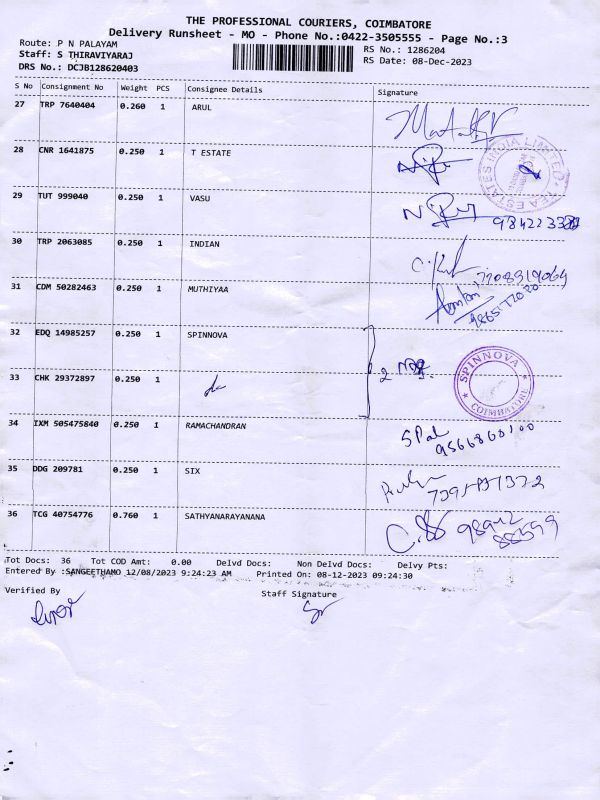 THE PROFESSIONAL COURIERS, COIMBATORE
Delivery Runsheet - MO - Phone No.:0422-3505555 - Page No.:3
Route: P N PALAYAM
RS No.: 1286204
Staff: S THIRAVIYARAJ
RS Date: 08-Dec-2023
DRS No.: DCJB128620403
S No Consignment No Weight PCS Consignee Details Signature
27 TRP 7640404 0.260 1 ARUL
28 CNR 1641875 0.250 1 T ESTATE
TEA ESTATES INDIA LIMITED
29 TUT 999040 0.250 1 VASU
30 TRP 2063085 0.250 1 INDIAN
31 CDM 50282463 0.250 1 MUTHIYAA
32 EDQ 14985257 0.250 1 SPINNOVA
SPINNOVA
COIMBATORE
33 CHK 29372897 0.250 1
34 IXM 505475840 0.250 1 RAMACHANDRAN
35 DDG 209781 0.250 1 SIX
36 TCG 40754776 0.760 1 SATHYANARAYANANA
Tot Docs: 36 Tot COD Amt: 0.00 Delvd Docs: Non Delvd Docs: Delvy Pts:
Entered By :SANGEETHAMO 12/08/2023 9:24:23 AM Printed On: 08-12-2023 09:24:30
Verified By Staff Signature